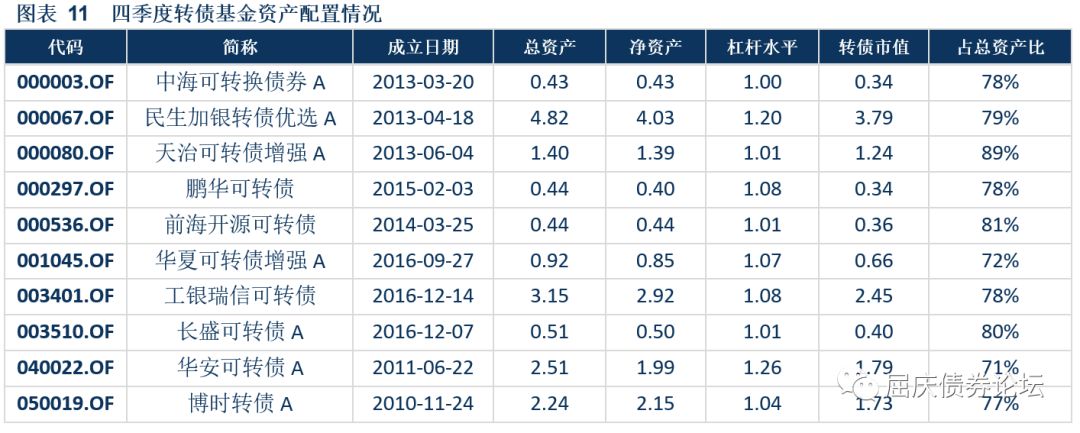 图表 11 四季度转债基金资产配置情况
代码 简称 成立日期 总资产 净资产 杠杆水平 转债市值 占总资产比
000003.OF 中海可转换债券 A 2013-03-20 0.43 0.43 1.00 0.34 78%
000067.OF 民生加银转债优选 A 2013-04-18 4.82 4.03 1.20 3.79 79%
000080.OF 天治可转债增强 A 2013-06-04 1.40 1.39 1.01 1.24 89%
000297.OF 鹏华可转债 2015-02-03 0.44 0.40 1.08 0.34 78%
000536.OF 前海开源可转债 2014-03-25 0.44 0.44 1.01 0.36 81%
001045.OF 华夏可转债增强 A 2016-09-27 0.92 0.85 1.07 0.66 72%
003401.OF 工银瑞信可转债 2016-12-14 3.15 2.92 1.08 2.45 78%
003510.OF 长盛可转债 A 2016-12-07 0.51 0.50 1.01 0.40 80%
040022.OF 华安可转债 A 2011-06-22 2.51 1.99 1.26 1.79 71%
屈庆债券论坛
050019.OF 博时转债 A 2010-11-24 2.24 2.15 1.04 1.73 77%